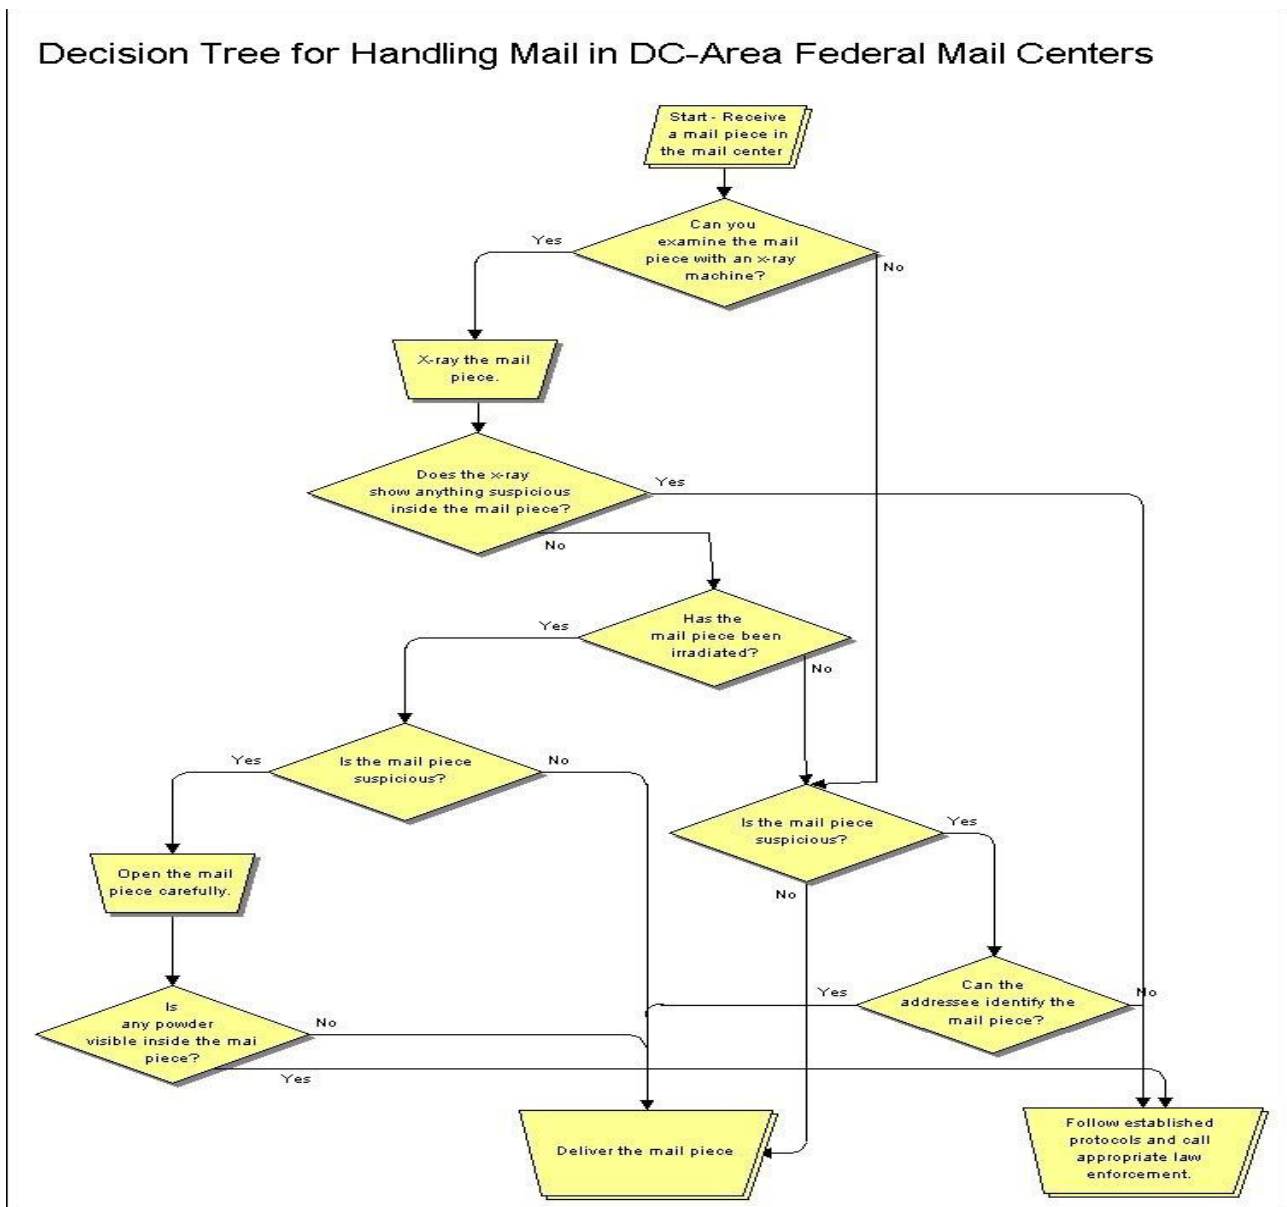 Decision Tree for Handling Mail in DC-Area Federal Mail Centers
Start - Receive
a mail piece in
the mail center
Can you
examine the mail
piece with an x-ray
machine?
Yes
No
X-ray the mail
piece.
Does the x-ray
show anything suspicious
inside the mail piece?
Yes
No
Has the
mail piece been
irradiated?
Yes
No
Is the mail piece
suspicious?
Yes
No
Is the mail piece
suspicious?
Yes
No
Open the mail
piece carefully.
Can the
addressee identify the
mail piece?
Yes
No
Is
any powder
visible inside the mai
piece?
No
Yes
Deliver the mail piece
Follow established
protocols and call
appropriate law
enforcement.